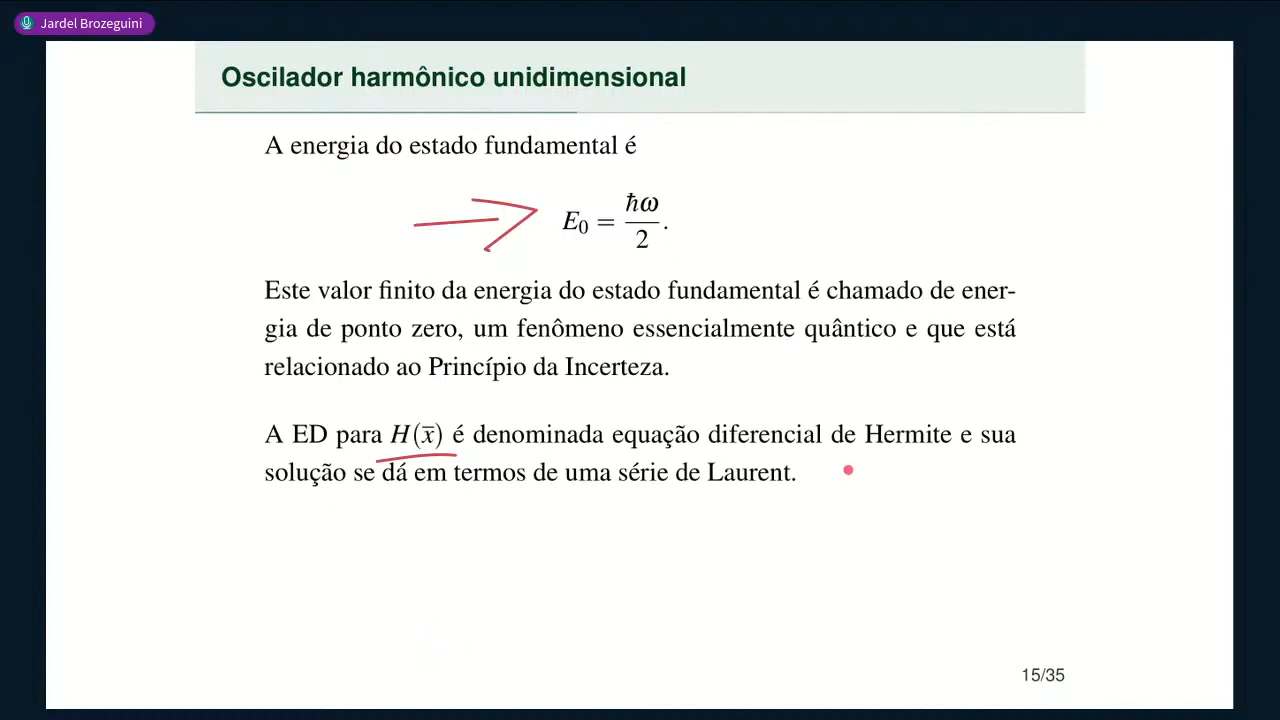 Jardel Brozeguini
Oscilador harmônico unidimensional
A energia do estado fundamental é
E₀ = ħω/2.
Este valor finito da energia do estado fundamental é chamado de ener-
gia de ponto zero, um fenômeno essencialmente quântico e que está
relacionado ao Princípio da Incerteza.
A ED para H(x̅) é denominada equação diferencial de Hermite e sua
solução se dá em termos de uma série de Laurent.
15/35